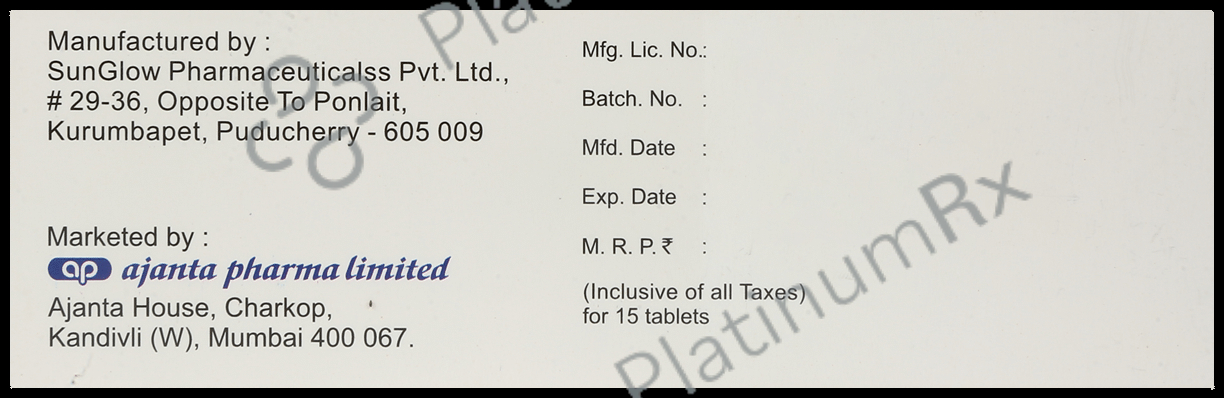 Manufactured by :
SunGlow Pharmaceuticalss Pvt. Ltd.,
# 29-36, Opposite To Ponlait,
Kurumbapet, Puducherry - 605 009
Marketed by :
ap ajanta pharma limited
Ajanta House, Charkop,
Kandivli (W), Mumbai 400 067.
Mfg. Lic. No.:
Batch. No. :
Mfd. Date :
Exp. Date :
M. R. P. ₹ :
(Inclusive of all Taxes)
for 15 tablets
Plati
PlatinumRx